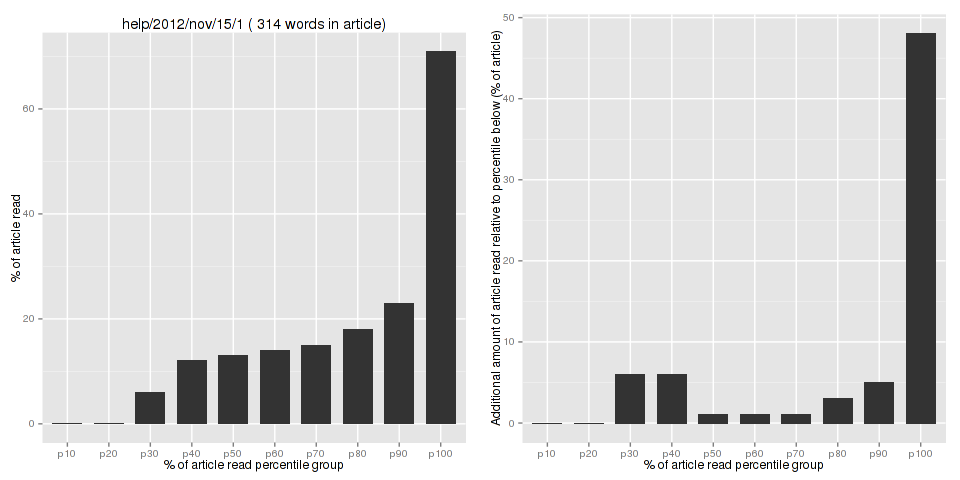 help/2012/nov/15/1 ( 314 words in article)
% of article read
60
40
20
0
p10 p20 p30 p40 p50 p60 p70 p80 p90 p100
% of article read percentile group
Additional amount of article read relative to percentile below (% of article)
50
40
30
20
10
0
p10 p20 p30 p40 p50 p60 p70 p80 p90 p100
% of article read percentile group